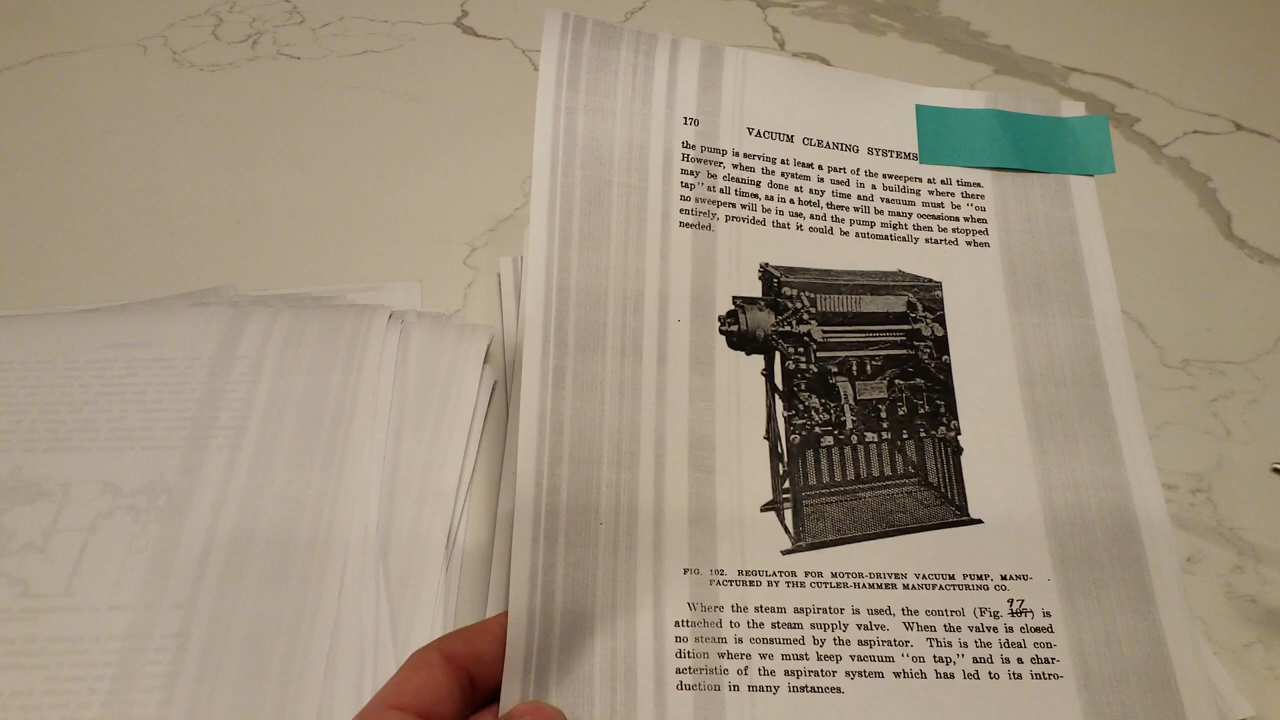 170
VACUUM CLEANING SYSTEMS
the pump is serving at least a part of the sweepers at all times.
However, when the system is used in a building where there
may be cleaning done at any time and vacuum must be "on
tap" at all times, as in a hotel, there will be many occasions when
no sweepers will be in use, and the pump might then be stopped
entirely, provided that it could be automatically started when
needed.
FIG. 102. REGULATOR FOR MOTOR-DRIVEN VACUUM PUMP, MANU-
FACTURED BY THE CUTLER-HAMMER MANUFACTURING CO.
97
Where the steam aspirator is used, the control (Fig. 107) is
attached to the steam supply valve. When the valve is closed
no steam is consumed by the aspirator. This is the ideal con-
dition where we must keep vacuum "on tap," and is a char-
acteristic of the aspirator system which has led to its intro-
duction in many instances.